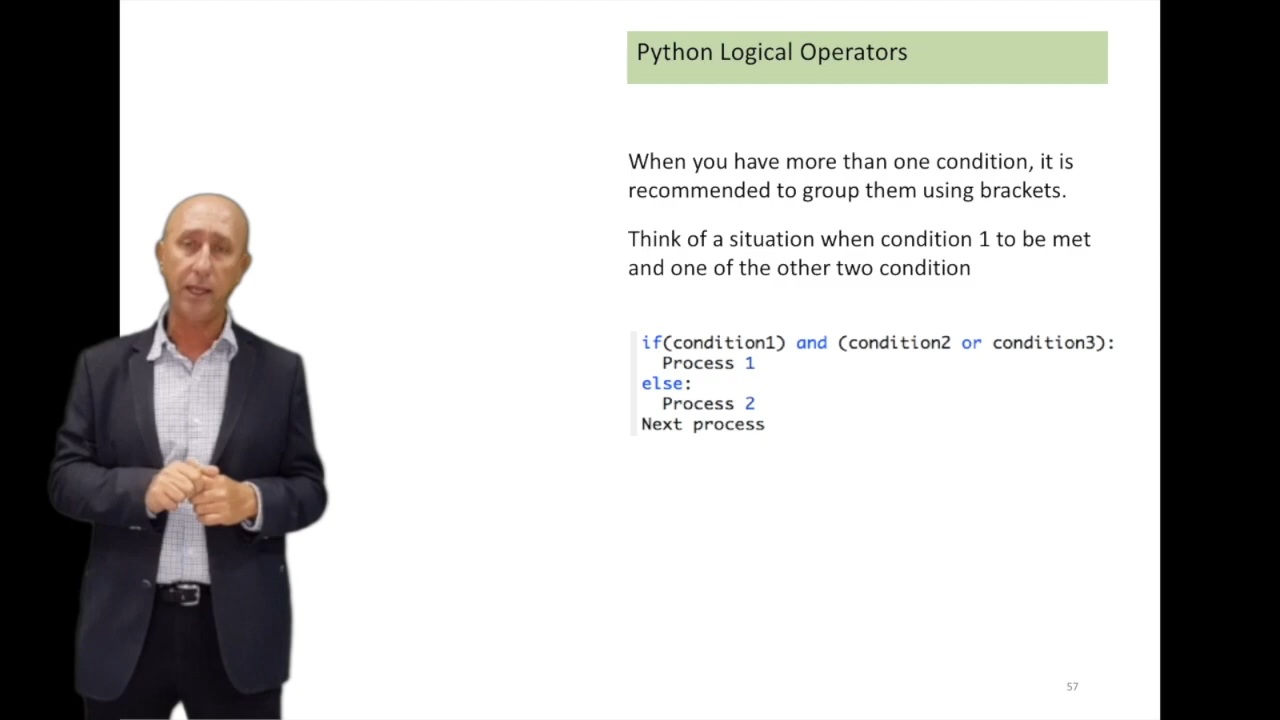 Python Logical Operators
When you have more than one condition, it is
recommended to group them using brackets.
Think of a situation when condition 1 to be met
and one of the other two condition
if(condition1) and (condition2 or condition3):
  Process 1
else:
  Process 2
Next process
57